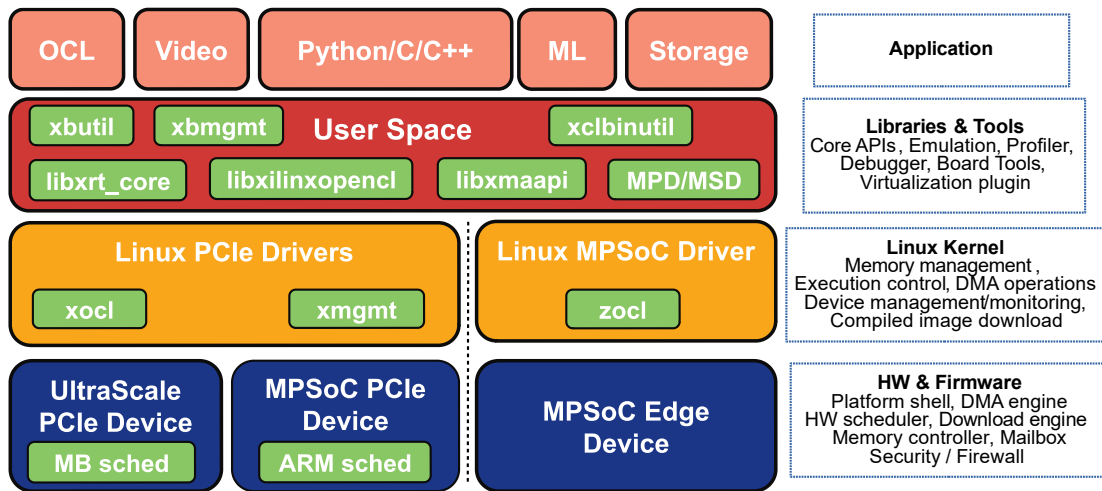 OCL
Video
Python/C/C++
ML
Storage
Application
xbutil
xbmgmt
User Space
xclbinutil
libxrt_core
libxilinxopencl
libxmaapi
MPD/MSD
Libraries & Tools
Core APIs, Emulation, Profiler,
Debugger, Board Tools,
Virtualization plugin
Linux PCIe Drivers
xocl
xmgmt
Linux MPSoC Driver
zocl
Linux Kernel
Memory management ,
Execution control, DMA operations
Device management/monitoring,
Compiled image download
UltraScale
PCIe Device
MB sched
MPSoC PCIe
Device
ARM sched
MPSoC Edge
Device
HW & Firmware
Platform shell, DMA engine
HW scheduler, Download engine
Memory controller, Mailbox
Security / Firewall